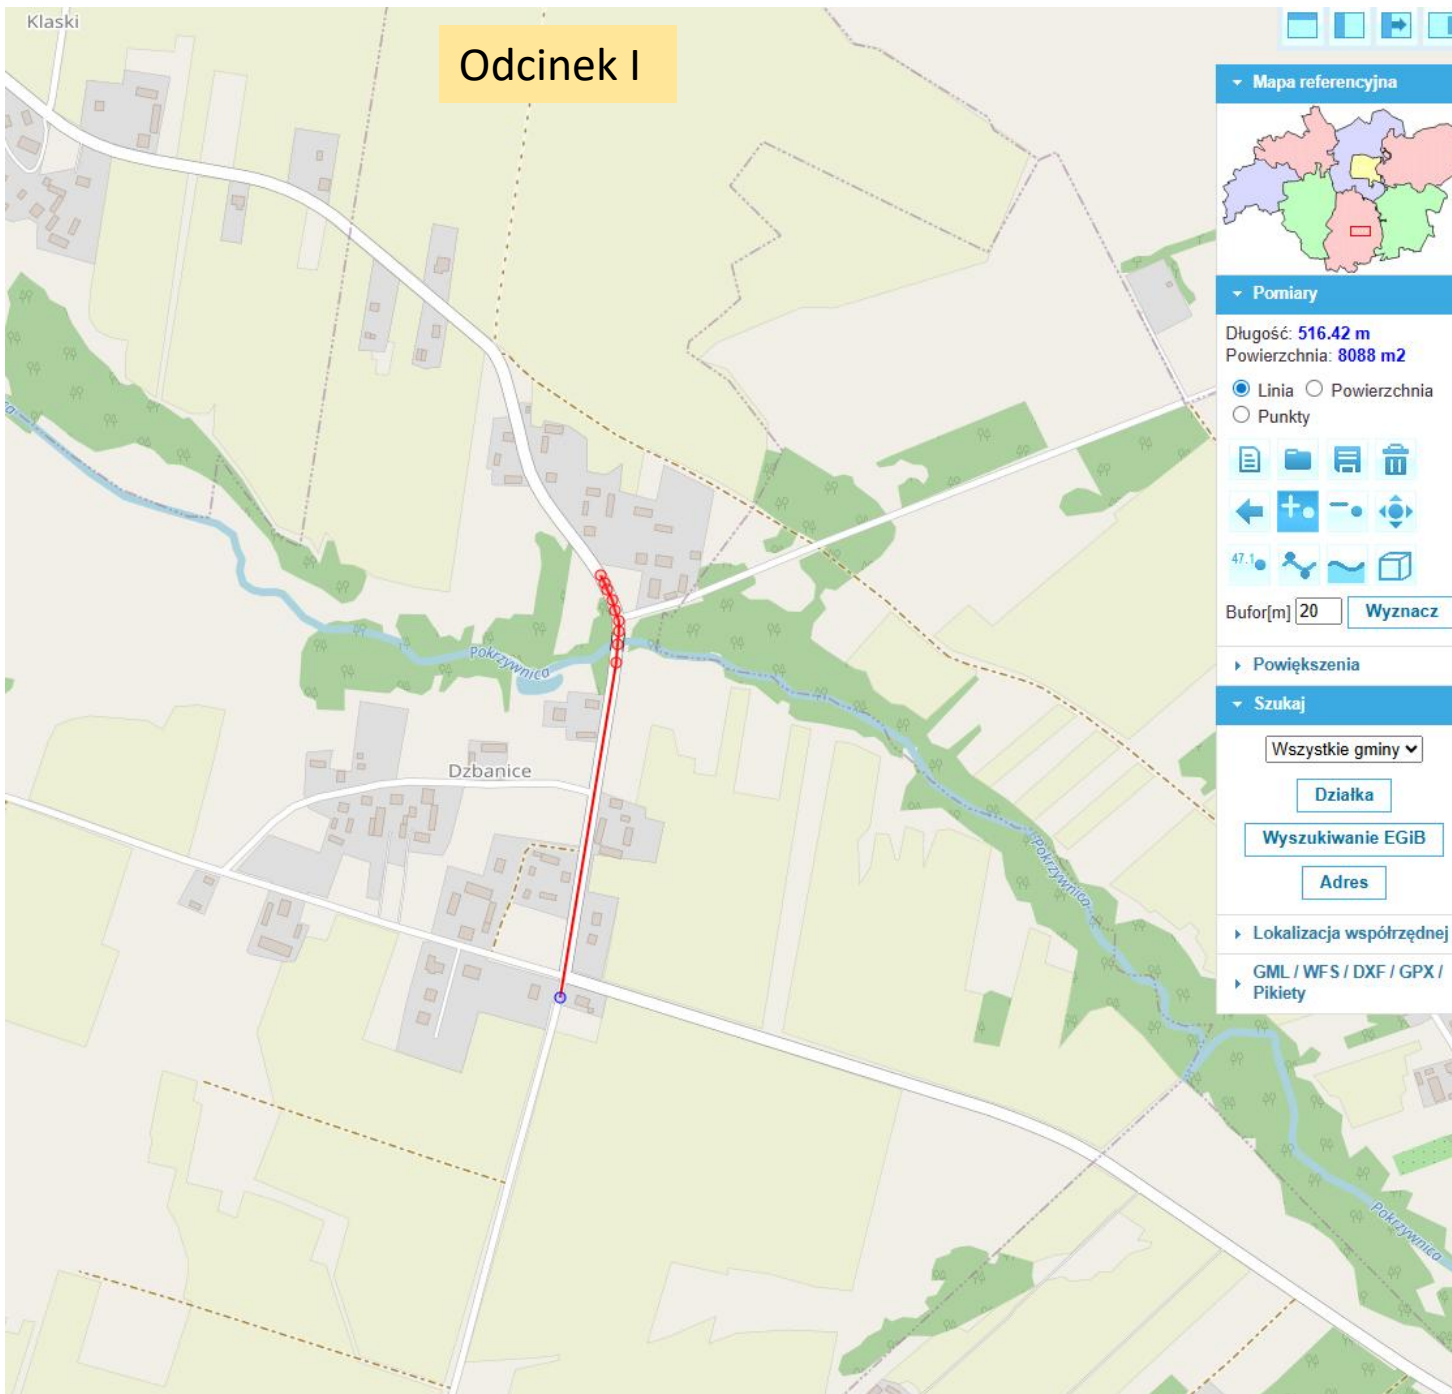 Klaski
Odcinek I
Mapa referencyjna
Pomiary
Długość: 516.42 m
Powierzchnia: 8088 m2
Linia Powierzchnia
Punkty
47.1
Bufor[m] 20 Wyznacz
Powiększenia
Szukaj
Wszystkie gminy
Działka
Wyszukiwanie EGiB
Adres
Lokalizacja współrzędnej
GML / WFS / DXF / GPX /
Pikiety
Pokrzywnica
Dzbanice
Pokrzywnica
Pokrzywnica